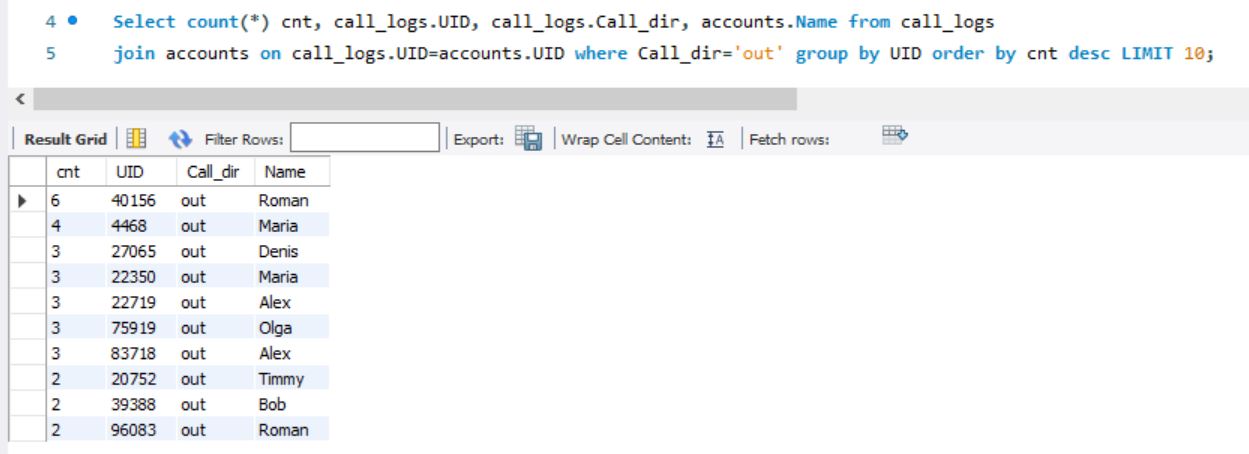 4 Select count(*) cnt, call_logs.UID, call_logs.Call_dir, accounts.Name from call_logs
5 join accounts on call_logs.UID=accounts.UID where Call_dir='out' group by UID order by cnt desc LIMIT 10;
Result Grid Filter Rows: Export: Wrap Cell Content: Fetch rows:
cnt UID Call_dir Name
6 40156 out Roman
4 4468 out Maria
3 27065 out Denis
3 22350 out Maria
3 22719 out Alex
3 75919 out Olga
3 83718 out Alex
2 20752 out Timmy
2 39388 out Bob
2 96083 out Roman